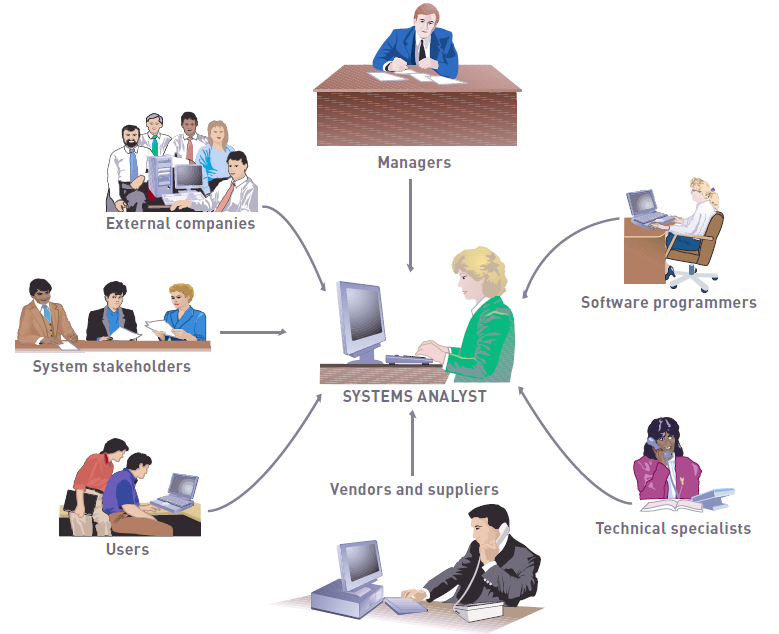 Managers
External companies
Software programmers
System stakeholders
SYSTEMS ANALYST
Vendors and suppliers
Technical specialists
Users